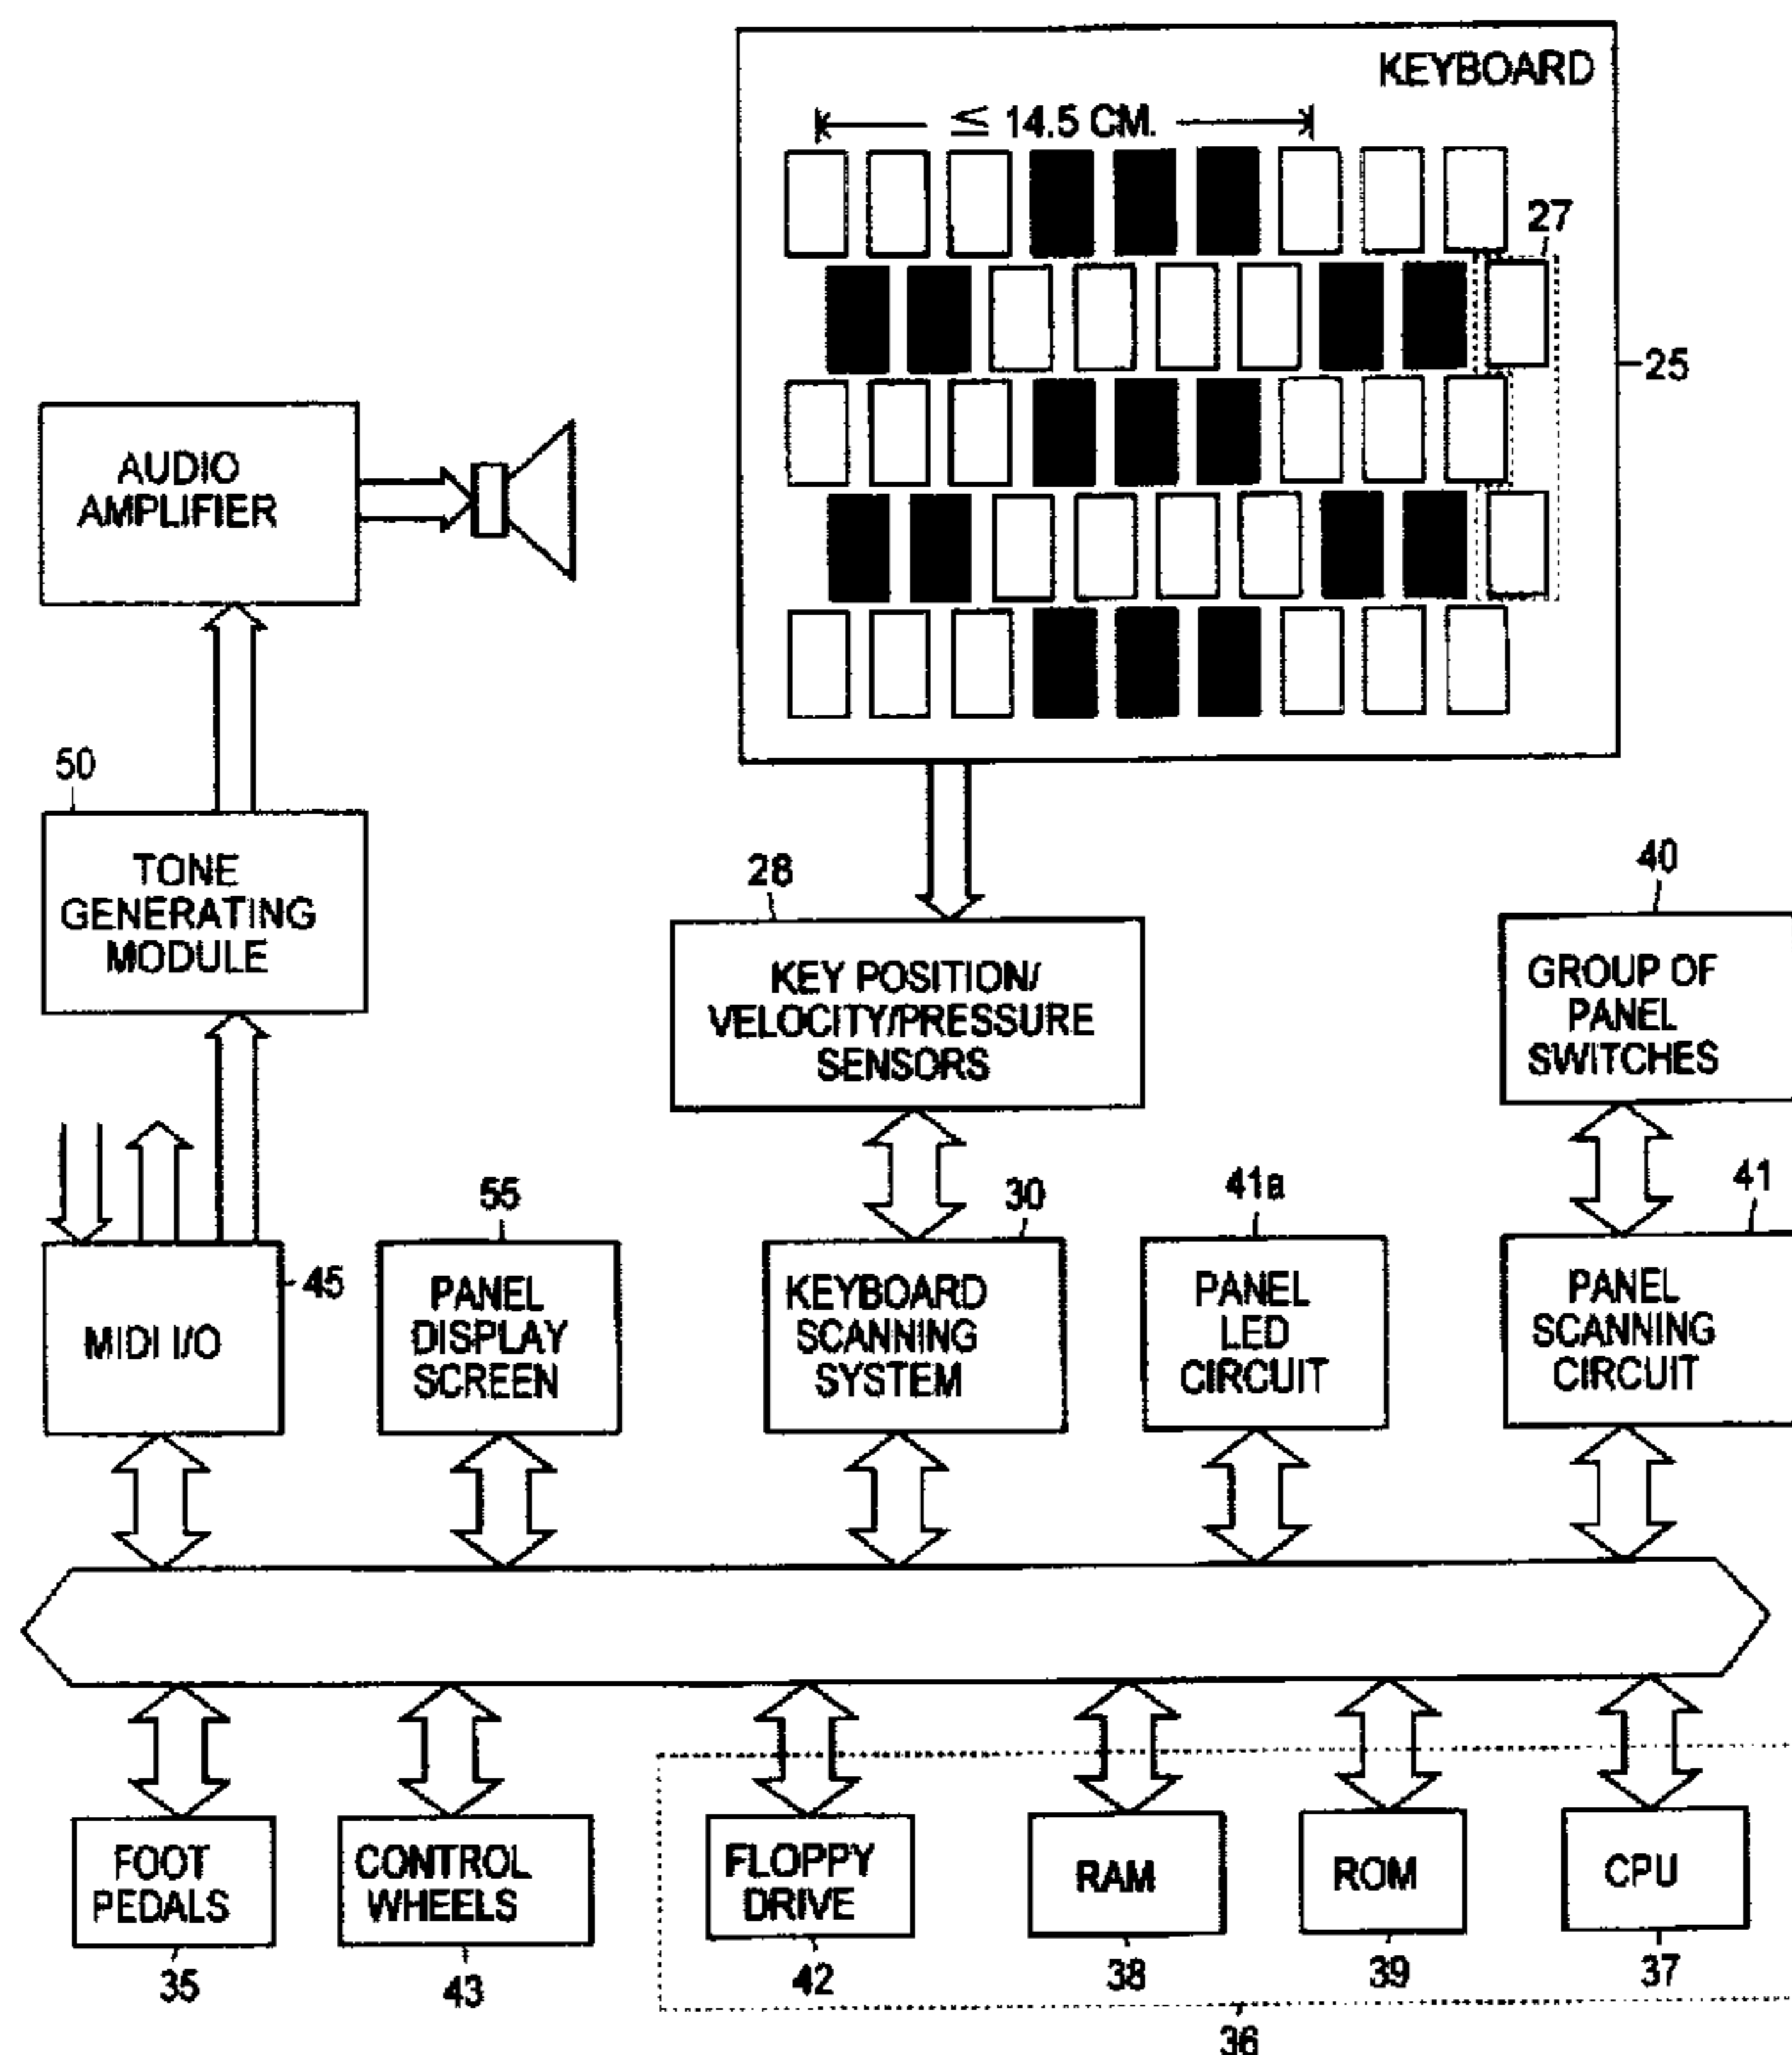 KEYBOARD
≤ 14.5 CM.
27
25
AUDIO
AMPLIFIER
50
TONE
GENERATING
MODULE
28
KEY POSITION/
VELOCITY/PRESSURE
SENSORS
40
GROUP OF
PANEL
SWITCHES
45
MIDI I/O
55
PANEL
DISPLAY
SCREEN
30
KEYBOARD
SCANNING
SYSTEM
41a
PANEL
LED
CIRCUIT
41
PANEL
SCANNING
CIRCUIT
FOOT
PEDALS
35
CONTROL
WHEELS
43
FLOPPY
DRIVE
42
RAM
38
ROM
39
CPU
37
36